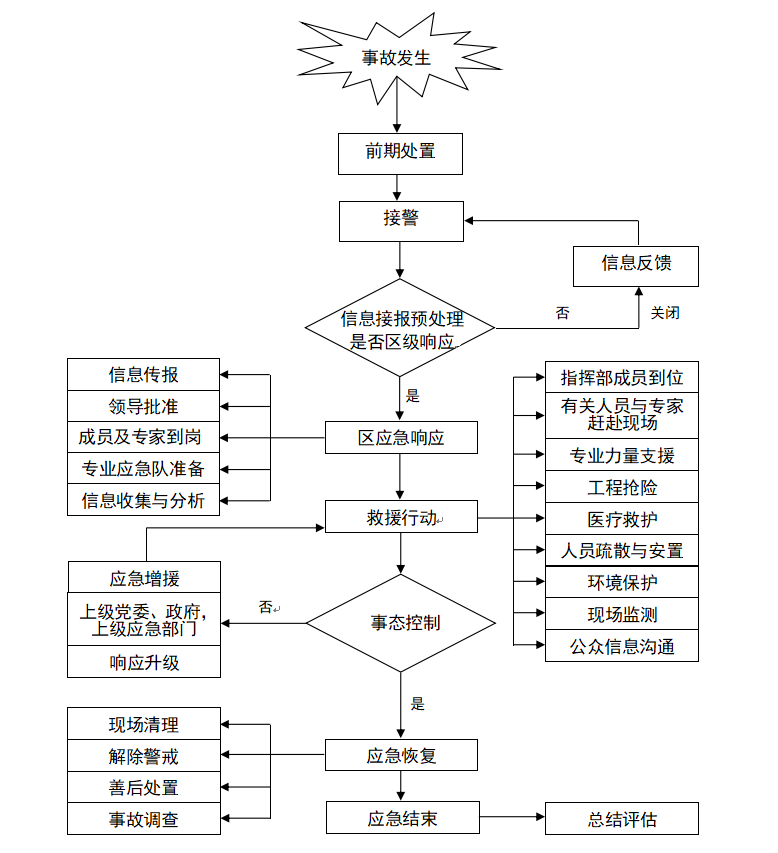 事故发生
前期处置
接警
信息反馈
信息接报预处理
是否区级响应
否
关闭
是
信息传报
领导批准
成员及专家到岗
专业应急队准备
信息收集与分析
区应急响应
指挥部成员到位
有关人员与专家
赶赴现场
专业力量支援
工程抢险
医疗救护
人员疏散与安置
环境保护
现场监测
公众信息沟通
救援行动
应急增援
上级党委、政府，
上级应急部门
响应升级
否
事态控制
是
现场清理
解除警戒
善后处置
事故调查
应急恢复
应急结束
总结评估